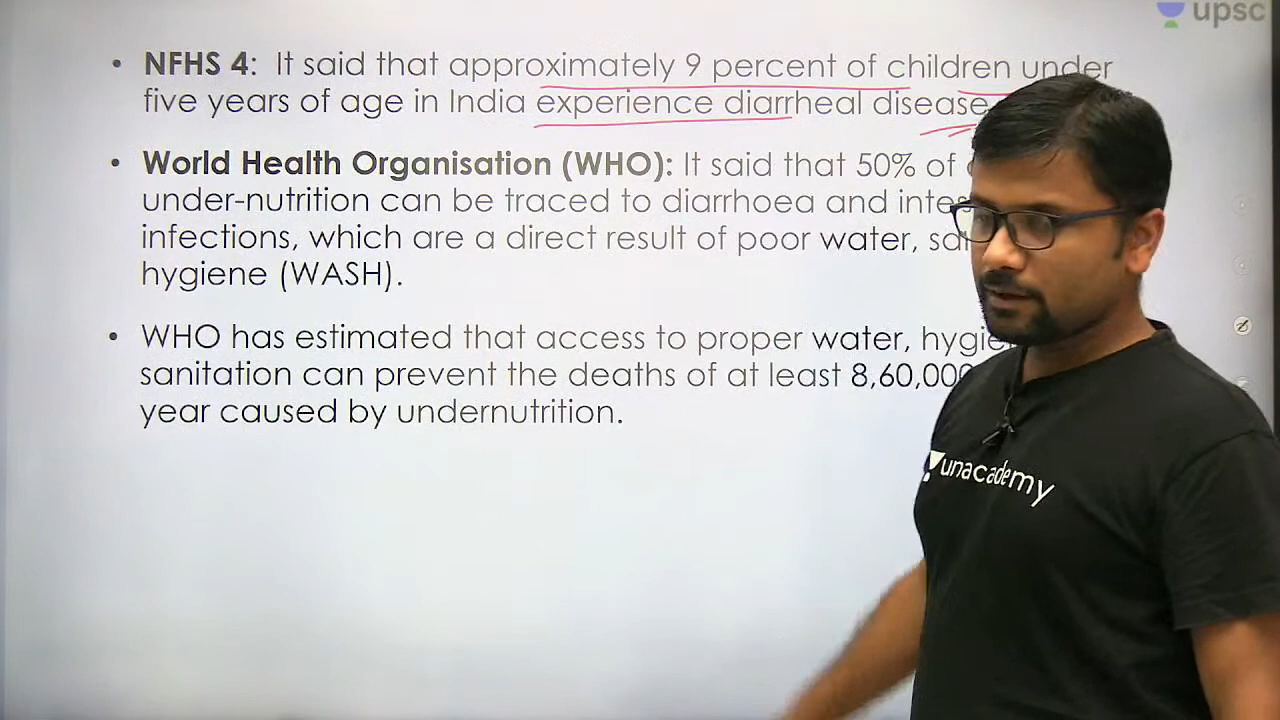 upsc
• NFHS 4: It said that approximately 9 percent of children under
five years of age in India experience diarrheal disease
• World Health Organisation (WHO): It said that 50% of
under-nutrition can be traced to diarrhoea and
infections, which are a direct result of poor water,
hygiene (WASH).
• WHO has estimated that access to proper water,
sanitation can prevent the deaths of at least 8,60,000
year caused by undernutrition.
unacademy